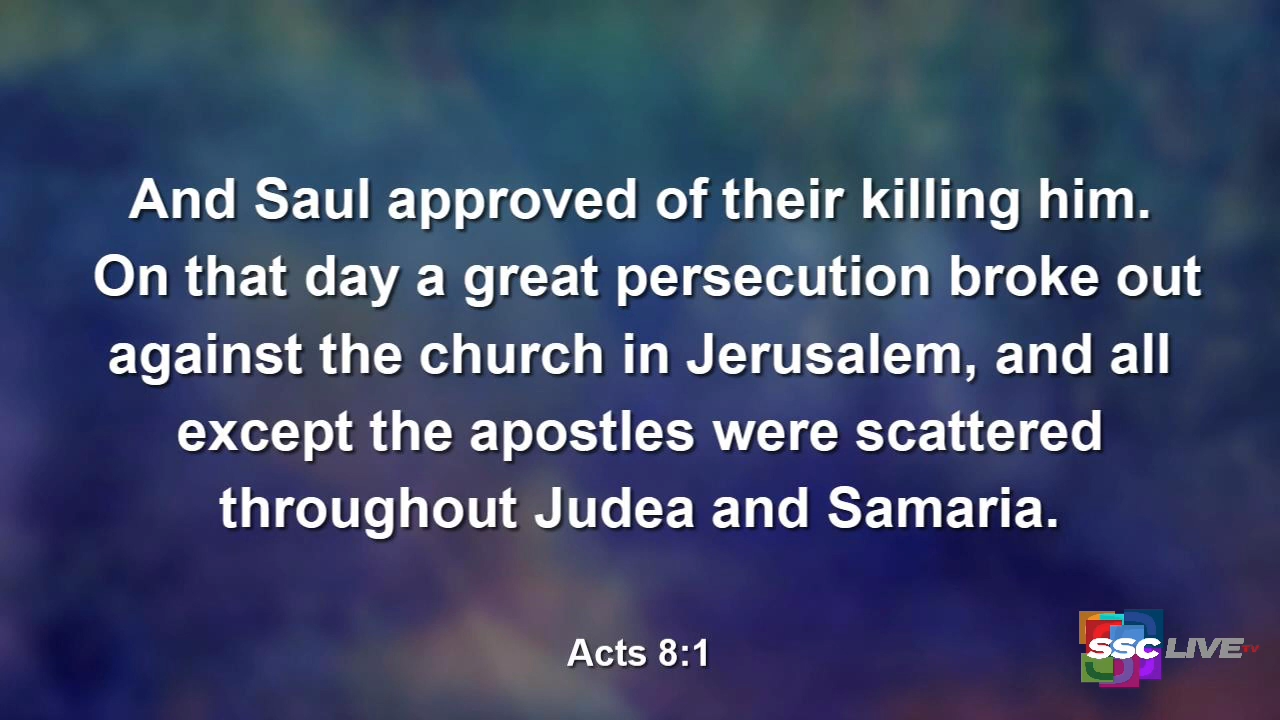 And Saul approved of their killing him.
On that day a great persecution broke out
against the church in Jerusalem, and all
except the apostles were scattered
throughout Judea and Samaria.
Acts 8:1
SSC LIVE TV